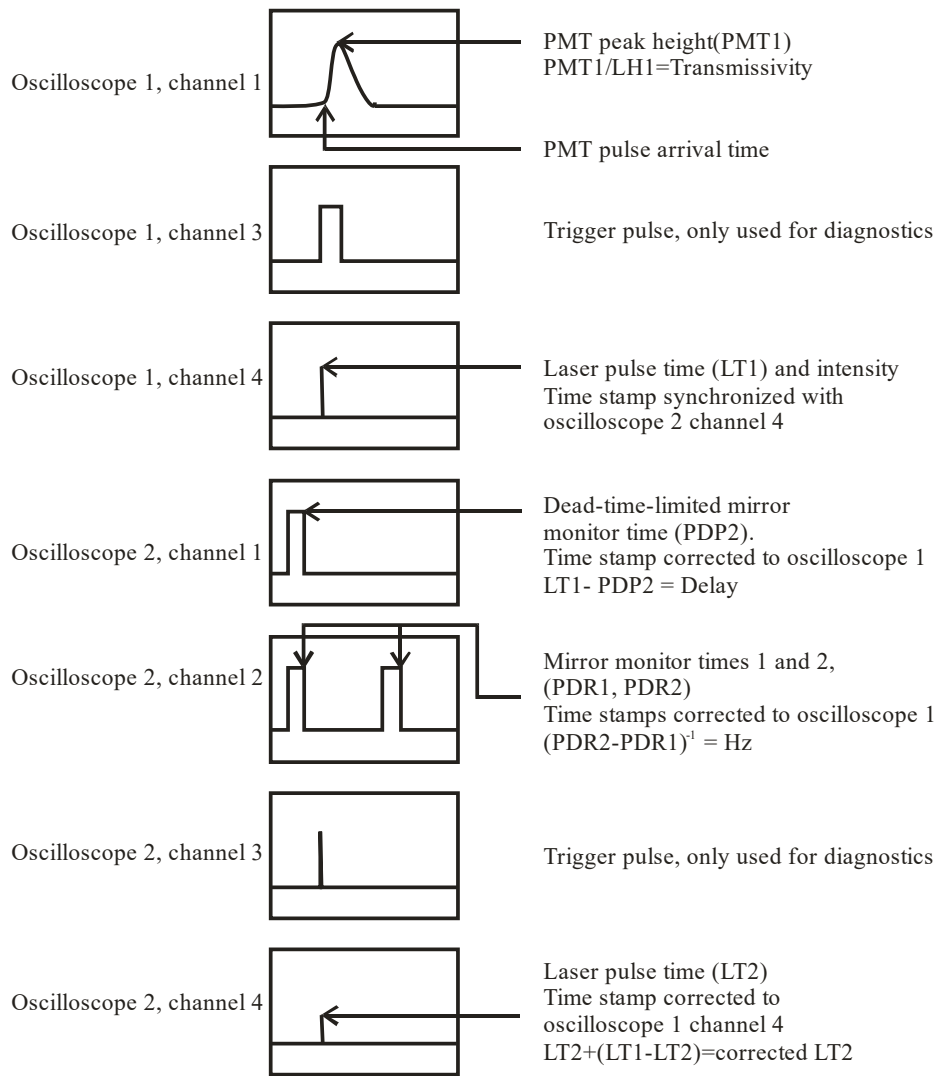 Oscilloscope 1, channel 1
PMT peak height(PMT1)
PMT1/LH1=Transmissivity
PMT pulse arrival time
Oscilloscope 1, channel 3
Trigger pulse, only used for diagnostics
Oscilloscope 1, channel 4
Laser pulse time (LT1) and intensity
Time stamp synchronized with
oscilloscope 2 channel 4
Oscilloscope 2, channel 1
Dead-time-limited mirror
monitor time (PDP2).
Time stamp corrected to oscilloscope 1
LT1- PDP2 = Delay
Oscilloscope 2, channel 2
Mirror monitor times 1 and 2,
(PDR1, PDR2)
Time stamps corrected to oscilloscope 1
(PDR2-PDR1)⁻¹ = Hz
Oscilloscope 2, channel 3
Trigger pulse, only used for diagnostics
Oscilloscope 2, channel 4
Laser pulse time (LT2)
Time stamp corrected to
oscilloscope 1 channel 4
LT2+(LT1-LT2)=corrected LT2